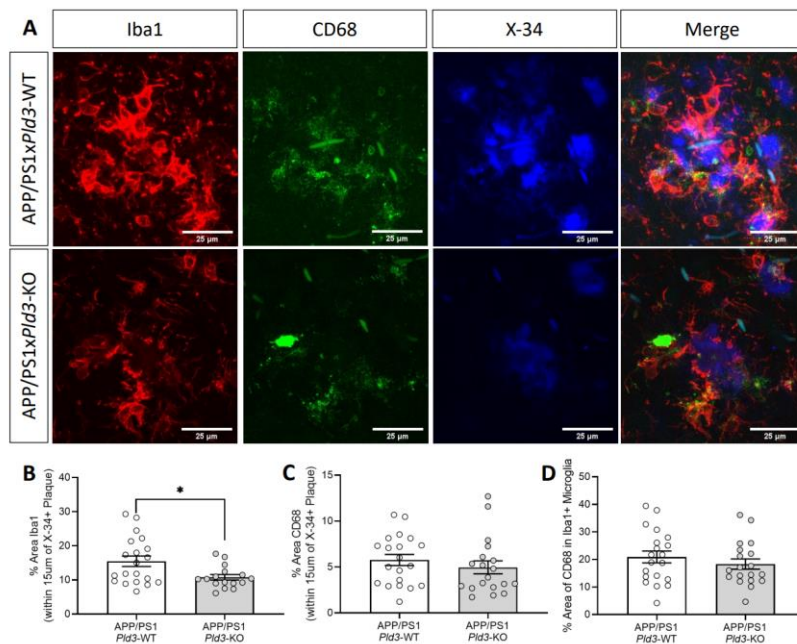 A
Iba1 CD68 X-34 Merge
APP/PS1xPld3-WT
25 µm 25 µm 25 µm 25 µm
APP/PS1xPld3-KO
25 µm 25 µm 25 µm 25 µm
B
% Area Iba1
(within 15um of X-34+ Plaque)
40
30
20
10
0
*
APP/PS1 APP/PS1
Pld3-WT Pld3-KO
C
% Area CD68
(within 15um of X-34+ Plaque)
15
10
5
0
APP/PS1 APP/PS1
Pld3-WT Pld3-KO
D
% Area of CD68 in Iba1+ Microglia
50
40
30
20
10
0
APP/PS1 APP/PS1
Pld3-WT Pld3-KO